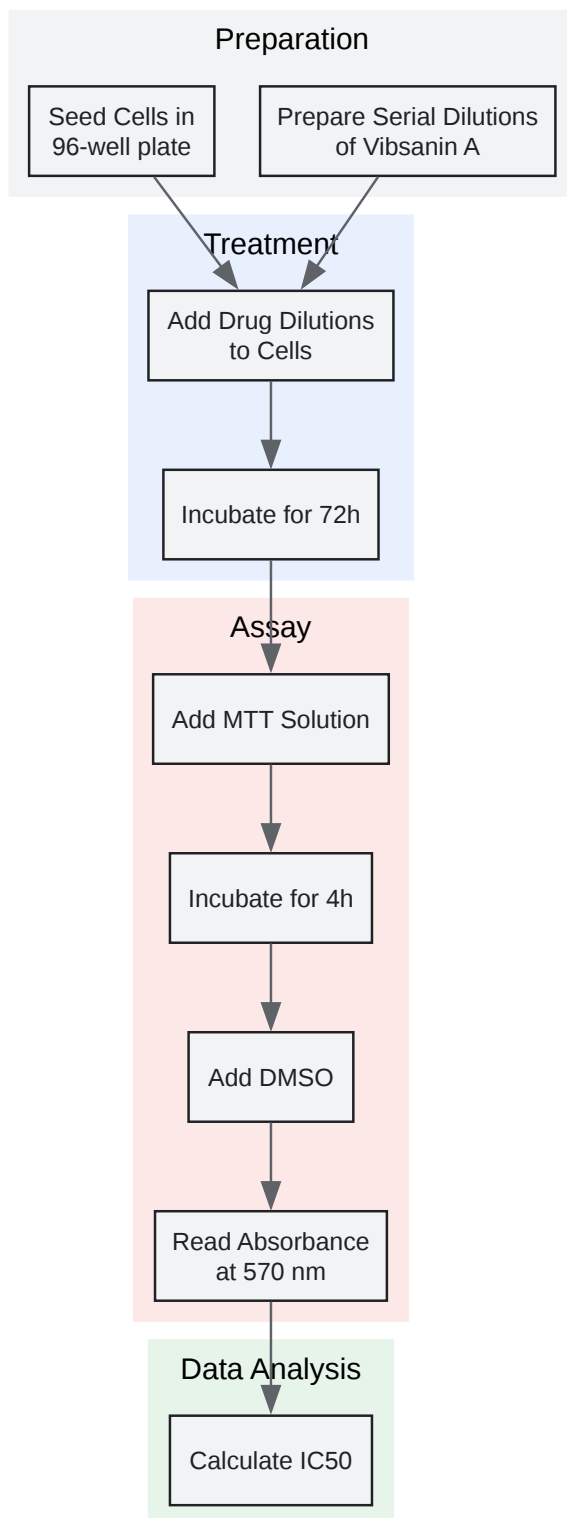 Preparation
Seed Cells in
96-well plate
Prepare Serial Dilutions
of Vibsanin A
Treatment
Add Drug Dilutions
to Cells
Incubate for 72h
Assay
Add MTT Solution
Incubate for 4h
Add DMSO
Read Absorbance
at 570 nm
Data Analysis
Calculate IC50